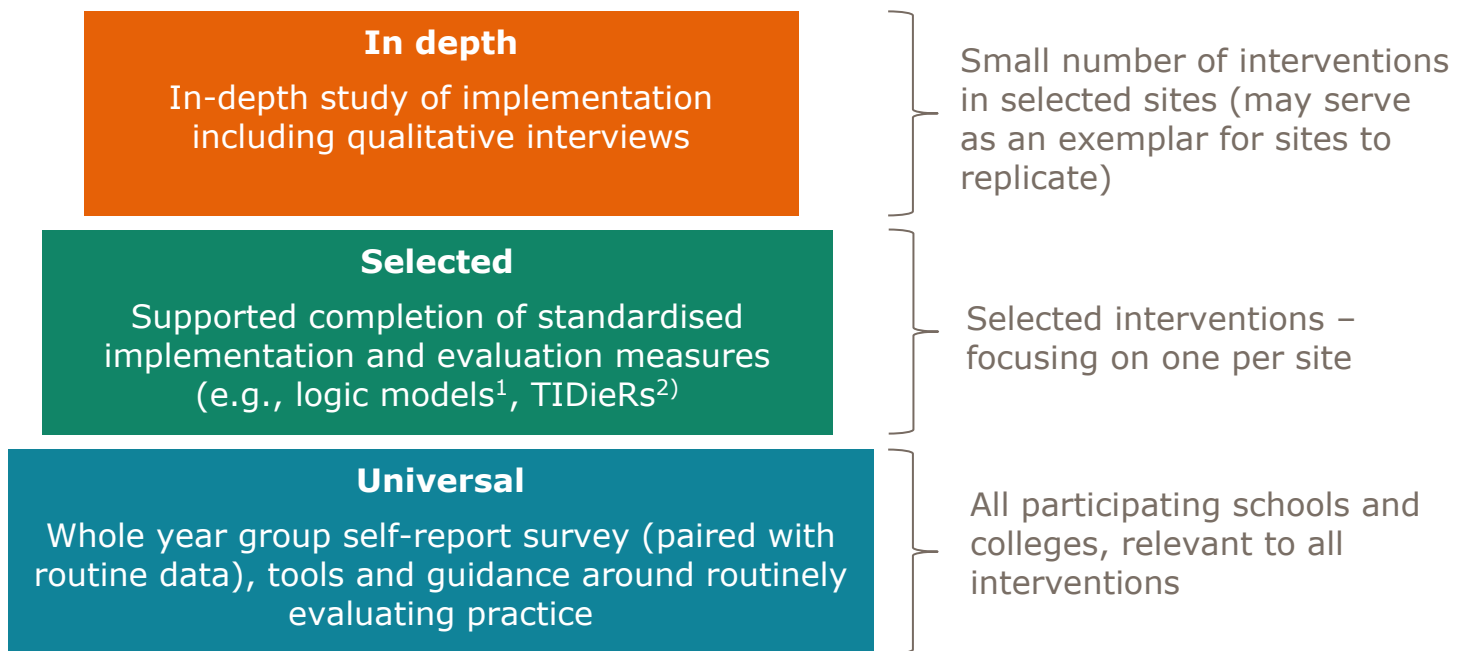 In depth
In-depth study of implementation
including qualitative interviews
Small number of interventions
in selected sites (may serve
as an exemplar for sites to
replicate)
Selected
Supported completion of standardised
implementation and evaluation measures
(e.g., logic models¹, TIDieRs²⁾
Selected interventions –
focusing on one per site
Universal
Whole year group self-report survey (paired with
routine data), tools and guidance around routinely
evaluating practice
All participating schools and
colleges, relevant to all
interventions